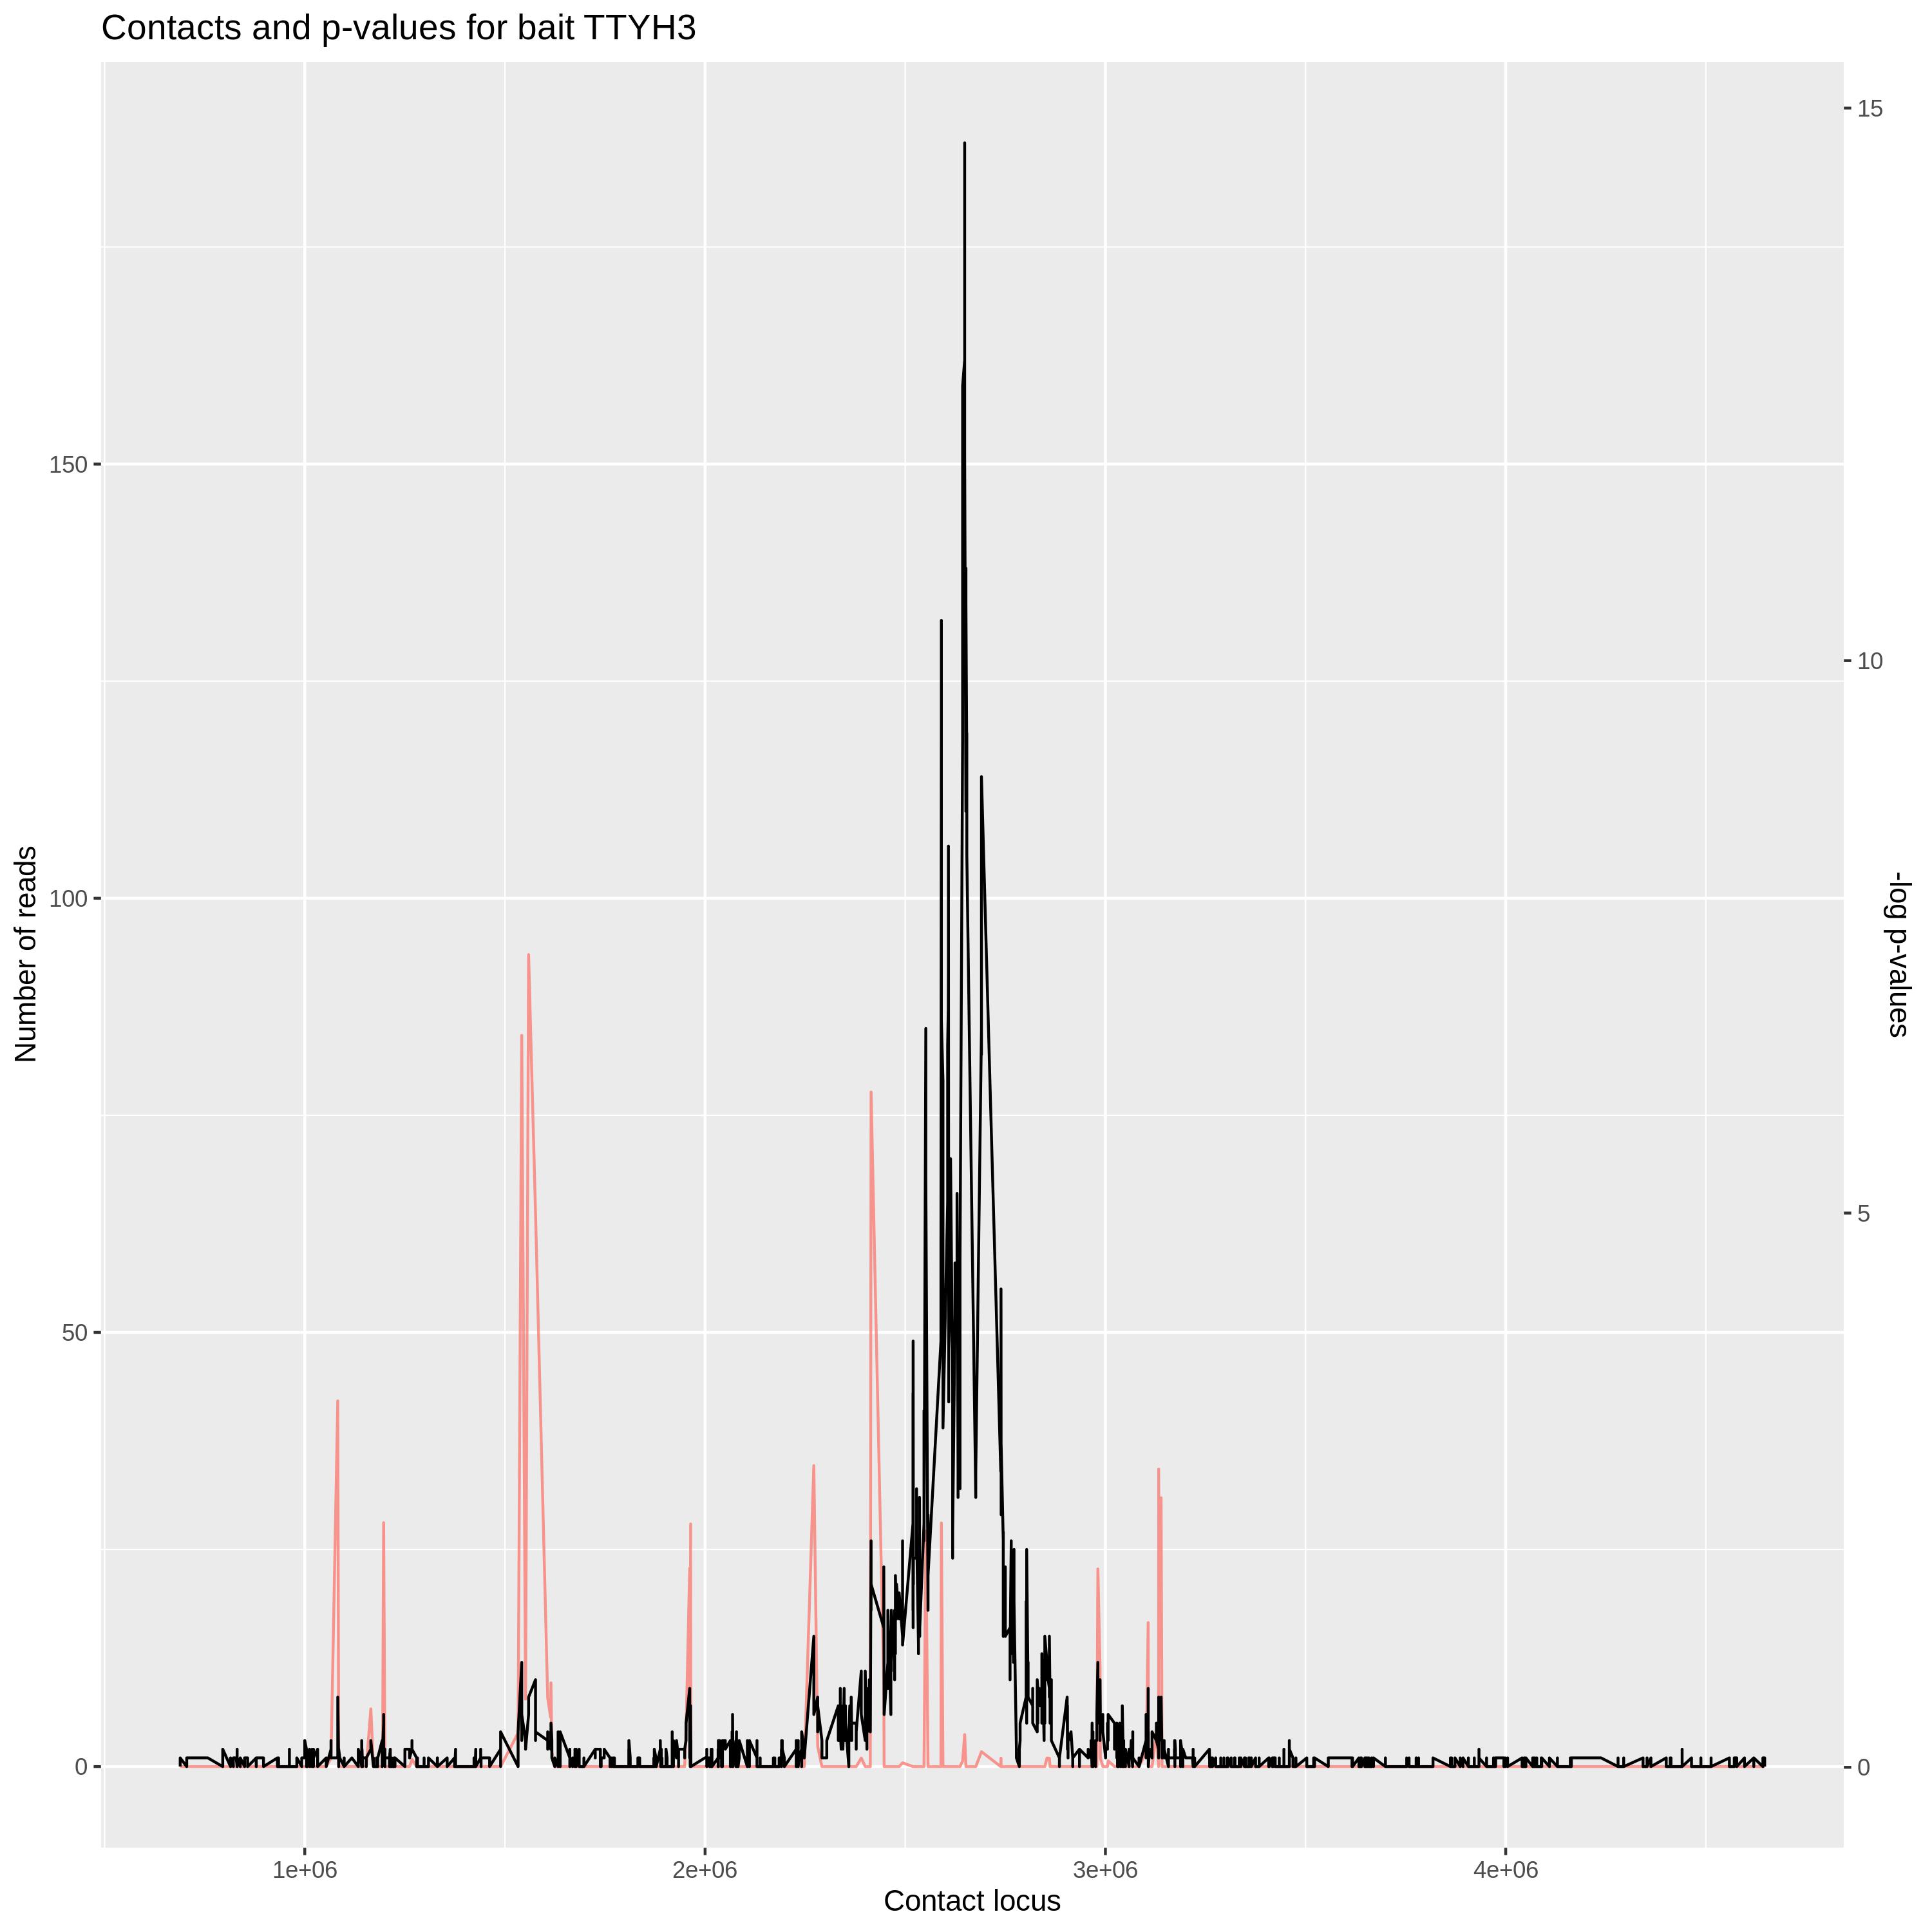 Contacts and p-values for bait TTYH3
15
150
10
100
Number of reads
-log p-values
5
50
0
0
1e+06
2e+06
3e+06
4e+06
Contact locus